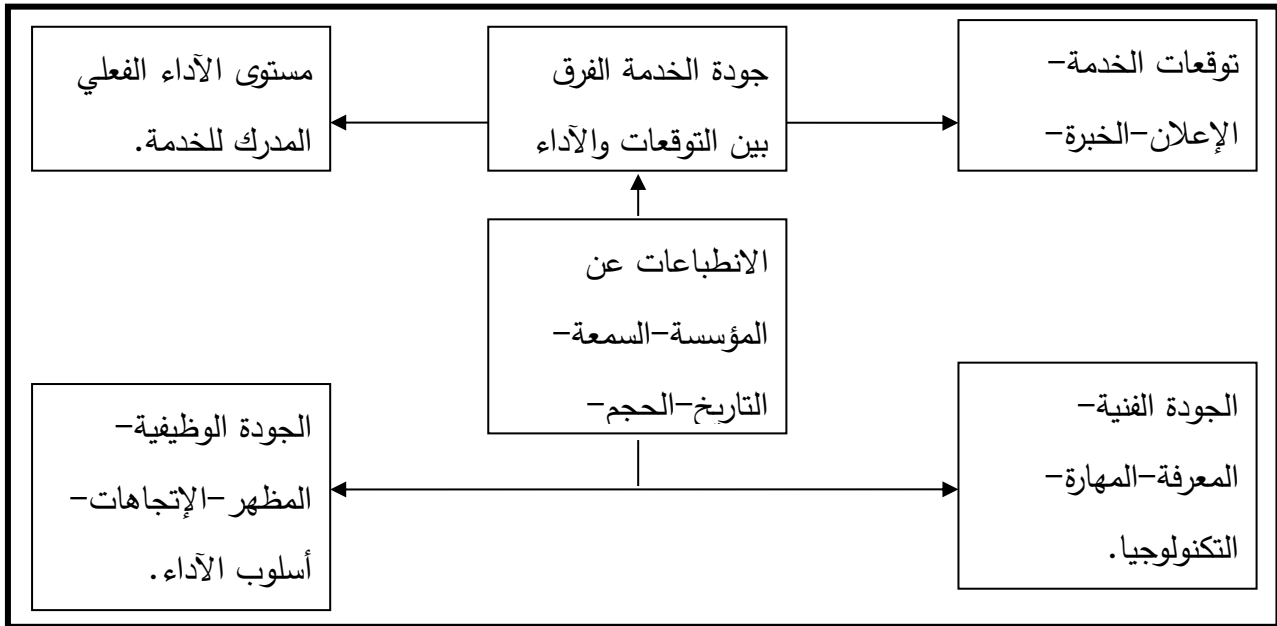 توقعات الخدمة–
الإعلان–الخبرة–
جودة الخدمة الفرق
بين التوقعات والآداء
مستوى الآداء الفعلي
المدرك للخدمة.
الانطباعات عن
المؤسسة–السمعة–
التاريخ–الحجم–
الجودة الفنية–
المعرفة–المهارة–
التكنولوجيا.
الجودة الوظيفية–
المظهر–الإتجاهات–
أسلوب الآداء.